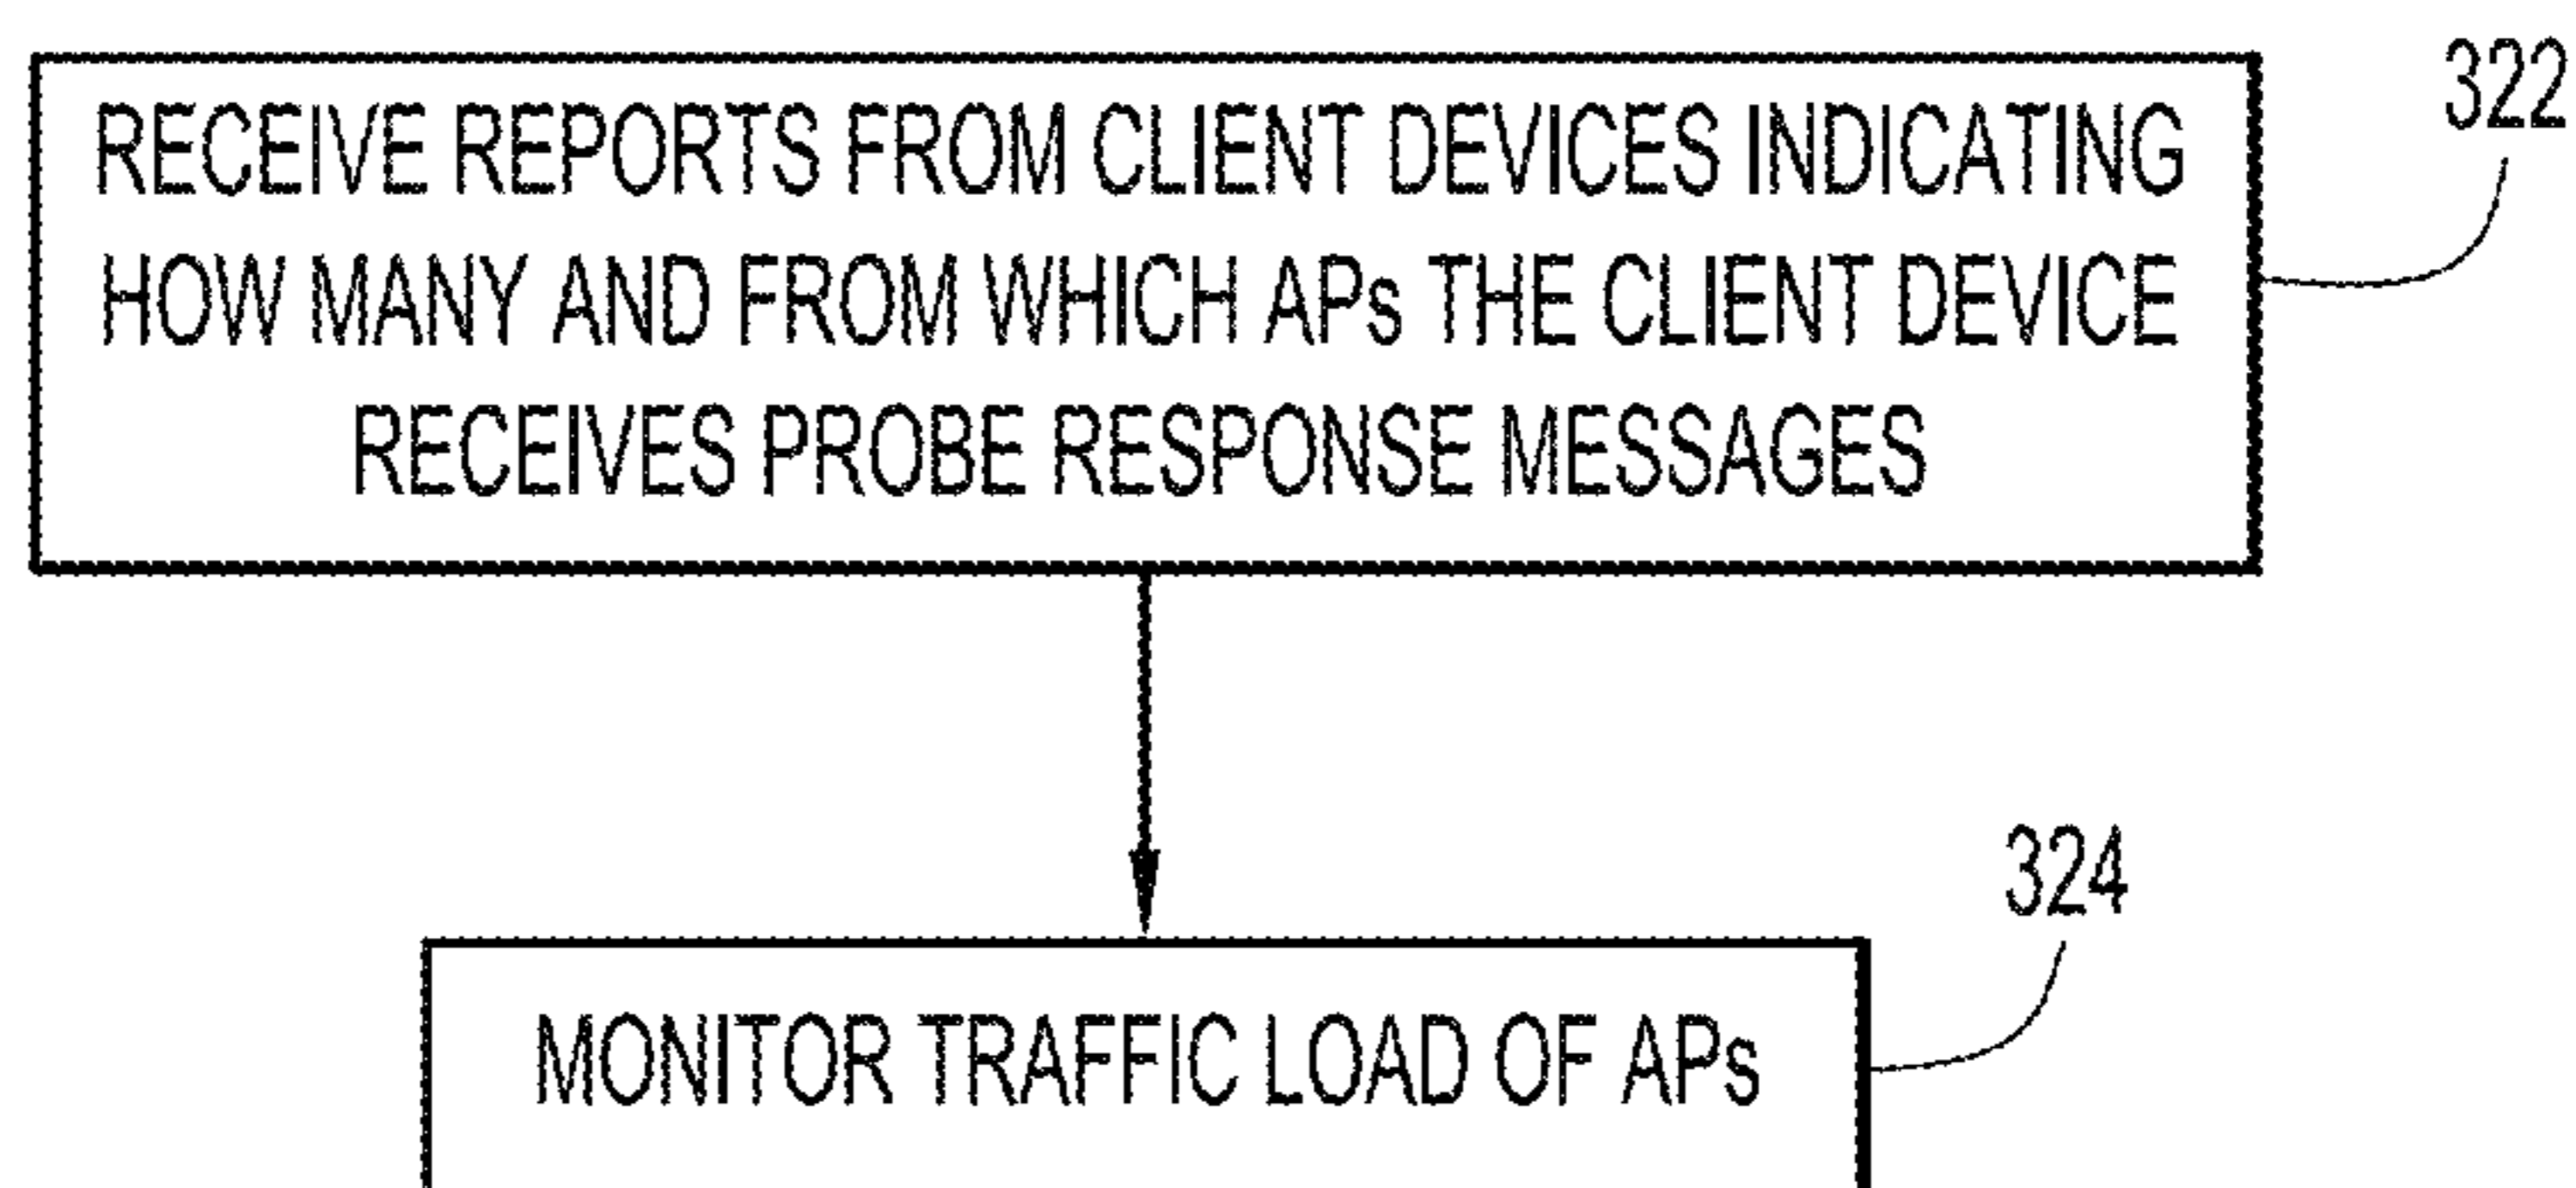 322
RECEIVE REPORTS FROM CLIENT DEVICES INDICATING
HOW MANY AND FROM WHICH APs THE CLIENT DEVICE
RECEIVES PROBE RESPONSE MESSAGES
324
MONITOR TRAFFIC LOAD OF APs